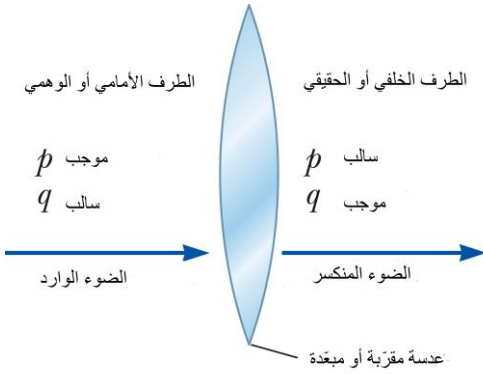 الطرف الخلفي أو الحقيقي
الطرف الأمامي أو الوهمي
p سالب
q موجب
p موجب
q سالب
الضوء المنكسر
الضوء الوارد
عدسة مقرّبة أو مبعّدة